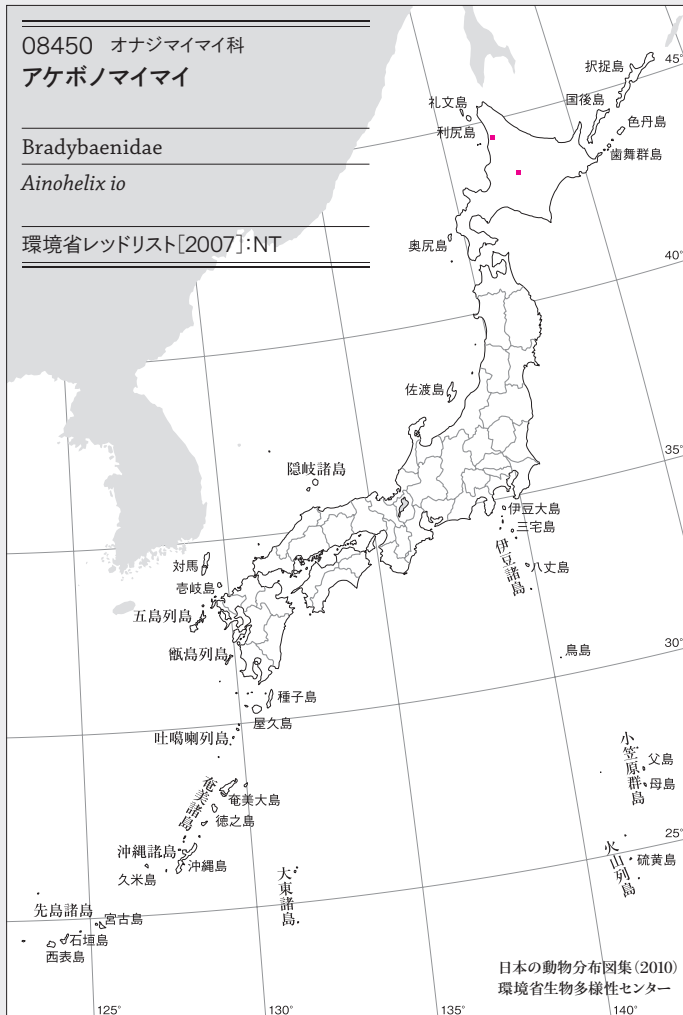 08450 オナジマイマイ科
アケボノマイマイ
Bradybaenidae
Ainohelix io
環境省レッドリスト[2007]:NT
45°
択捉島
国後島
礼文島
色丹島
利尻島
歯舞群島
奥尻島
40°
佐渡島
35°
隠岐諸島
伊豆大島
三宅島
対馬
八丈島
伊豆諸島
壱岐島
五島列島
甑島列島
鳥島
30°
種子島
屋久島
吐噶喇列島
小笠原群島
父島
母島
奄美諸島
奄美大島
徳之島
25°
沖縄諸島
沖縄島
火山列島
硫黄島
久米島
大東諸島
先島諸島
宮古島
石垣島
西表島
日本の動物分布図集(2010)
環境省生物多様性センター
125°
130°
135°
140°